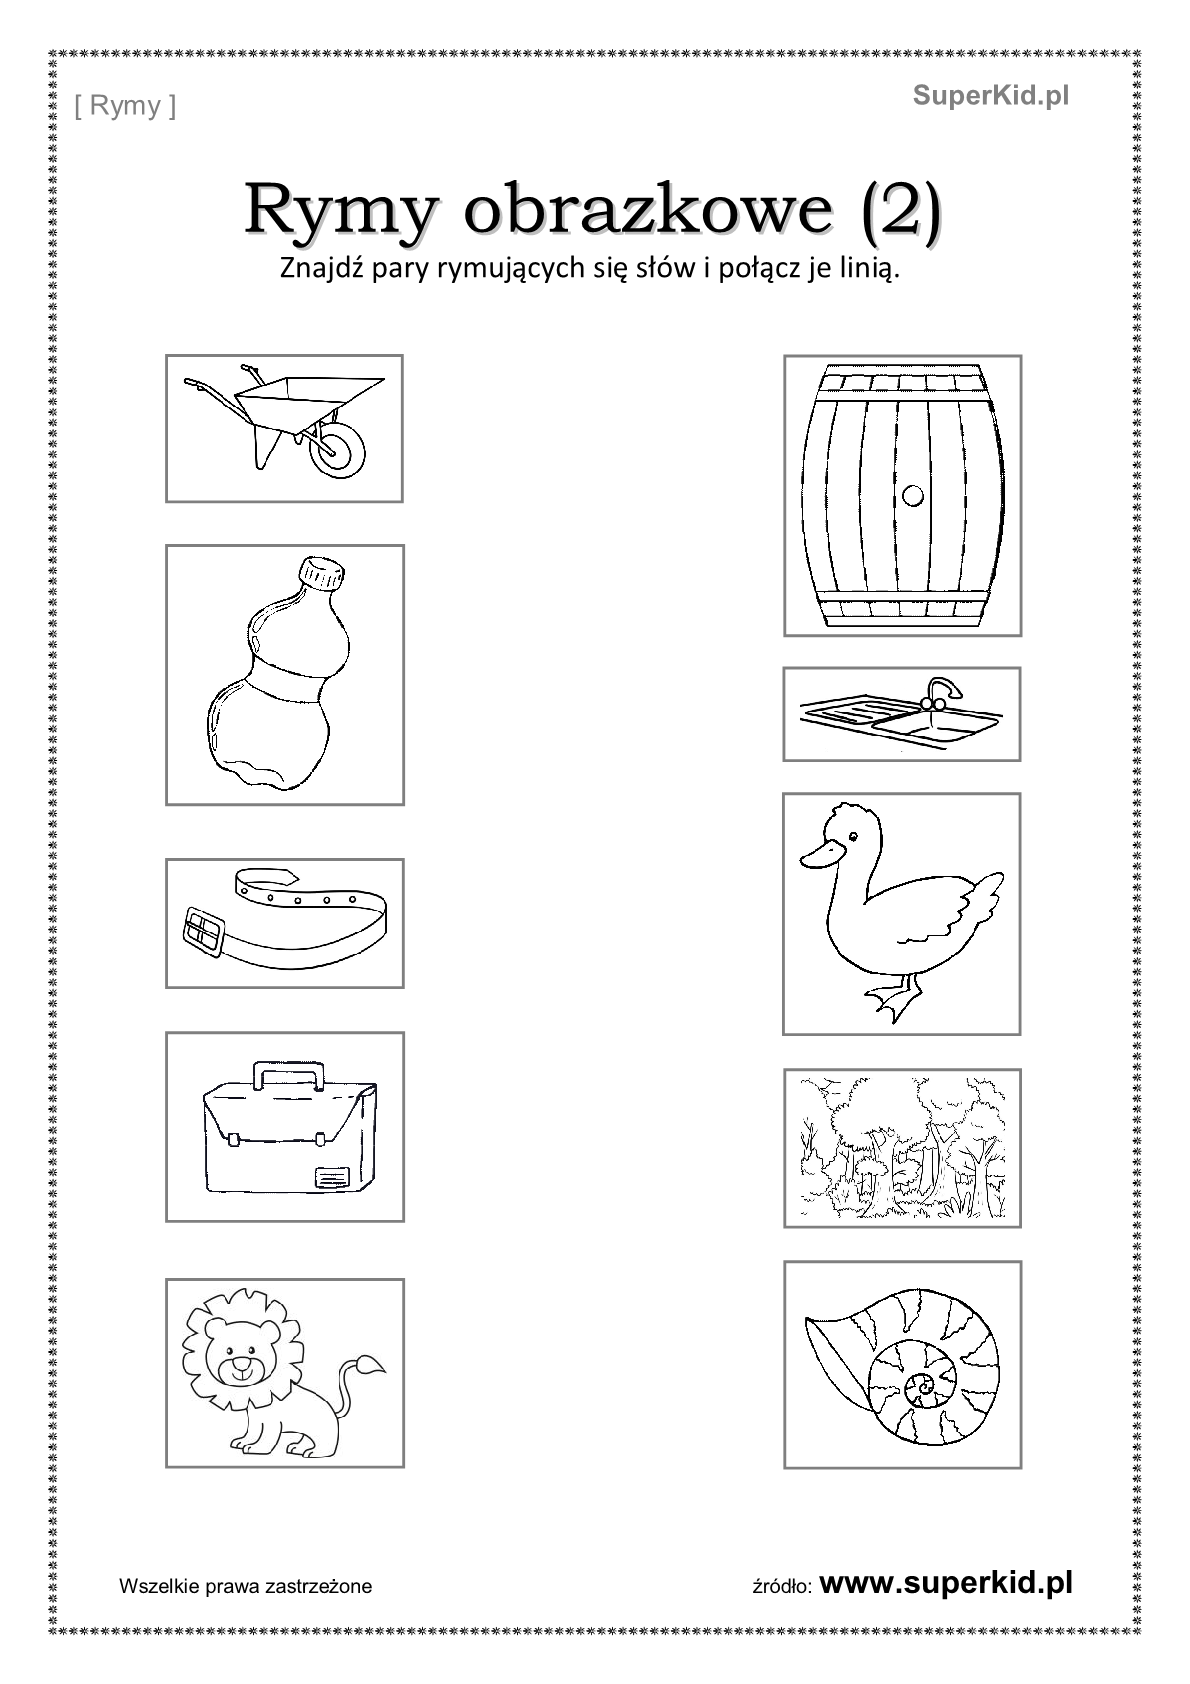 [ Rymy ]
SuperKid.pl
Rymy obrazkowe (2)
Znajdź pary rymujących się słów i połącz je linią.
Wszelkie prawa zastrzeżone
źródło: www.superkid.pl